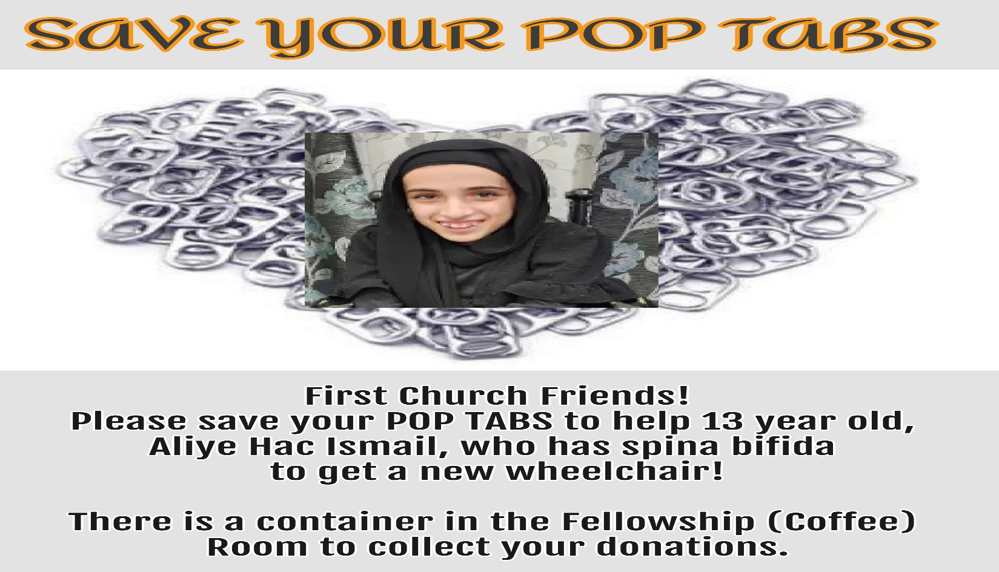 SAVE YOUR POP TABS
First Church Friends!
Please save your POP TABS to help 13 year old,
Aliye Hac Ismail, who has spina bifida
to get a new wheelchair!
There is a container in the Fellowship (Coffee)
Room to collect your donations.